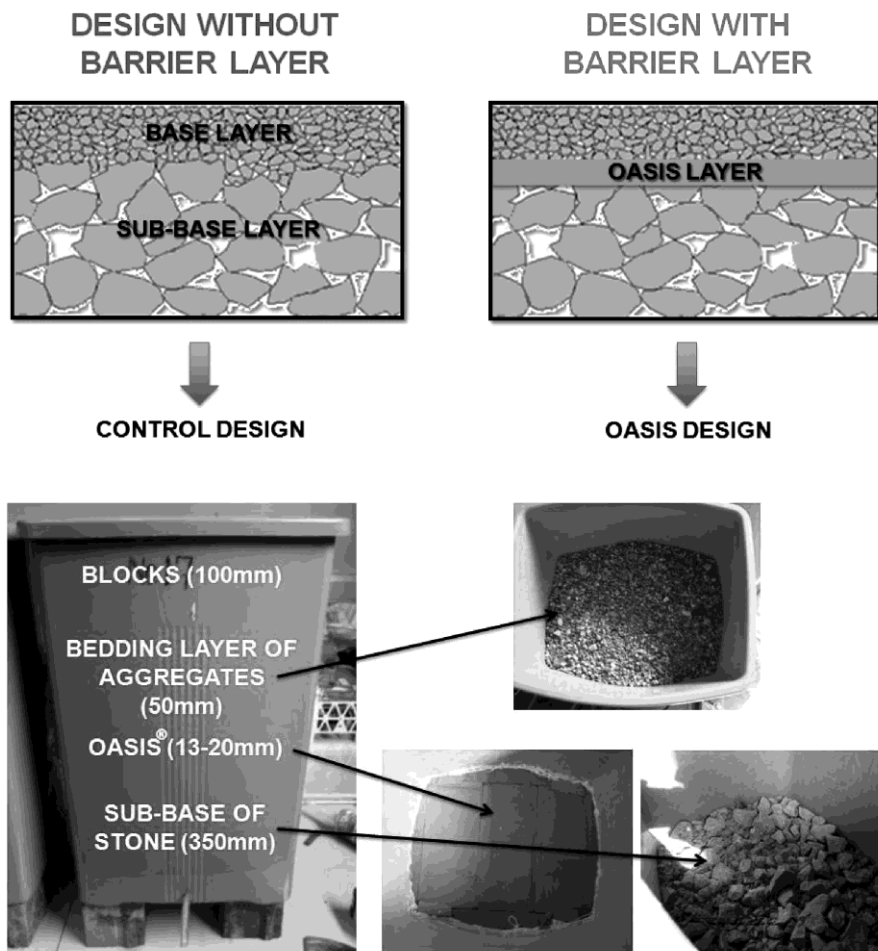 DESIGN WITHOUT
BARRIER LAYER
DESIGN WITH
BARRIER LAYER
BASE LAYER
SUB-BASE LAYER
OASIS LAYER
CONTROL DESIGN
OASIS DESIGN
BLOCKS (100mm)
BEDDING LAYER OF
AGGREGATES
(50mm)
OASIS® (13-20mm)
SUB-BASE OF
STONE (350mm)